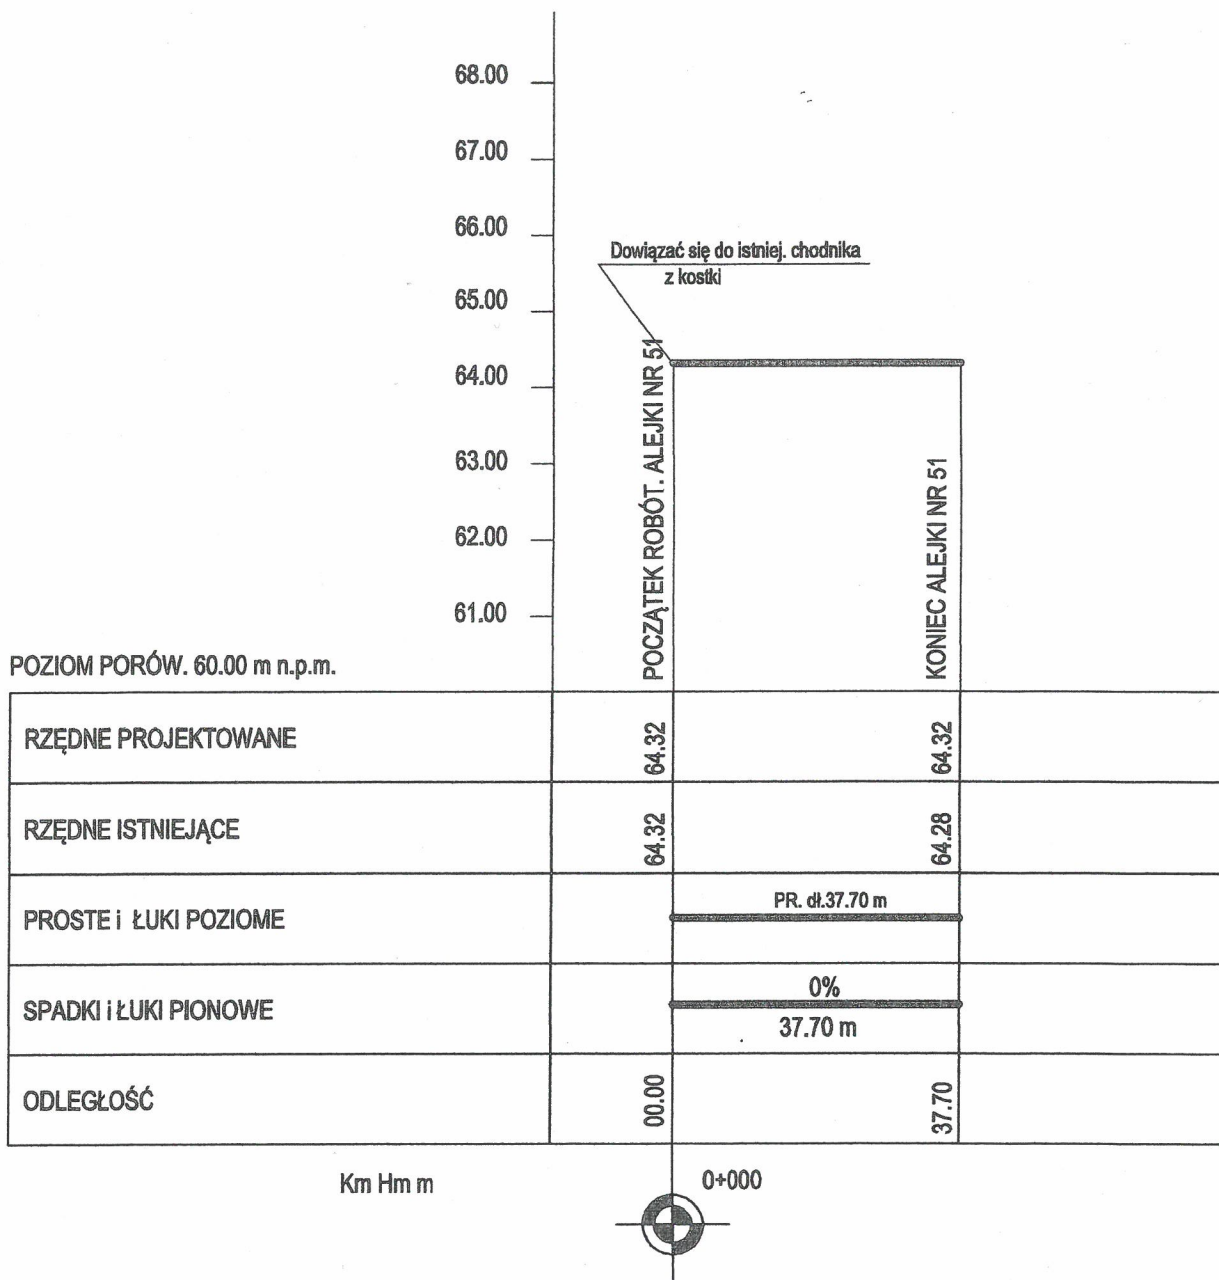 68.00
67.00
66.00
Dowiązać się do istniej. chodnika
z kostki
65.00
64.00
63.00
62.00
61.00
POCZĄTEK ROBÓT. ALEJKI NR 51
KONIEC ALEJKI NR 51
POZIOM PORÓW. 60.00 m n.p.m.
RZĘDNE PROJEKTOWANE
64.32
64.32
RZĘDNE ISTNIEJĄCE
64.32
64.28
PROSTE i ŁUKI POZIOME
PR. dł.37.70 m
SPADKI i ŁUKI PIONOWE
0%
37.70 m
ODLEGŁOŚĆ
00.00
37.70
Km Hm m
0+000